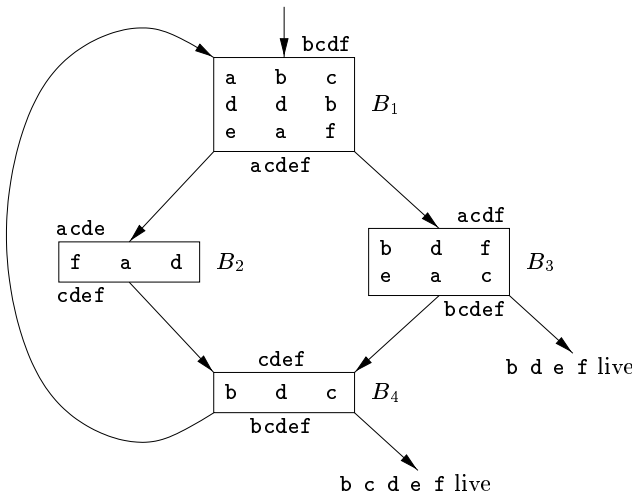 bcdf
a b c
d d b
e a f
B1
acdef
acde
acdf
f a d
B2
b d f
e a c
B3
cdef
bcdef
b d e f live
cdef
b d c
B4
bcdef
b c d e f live